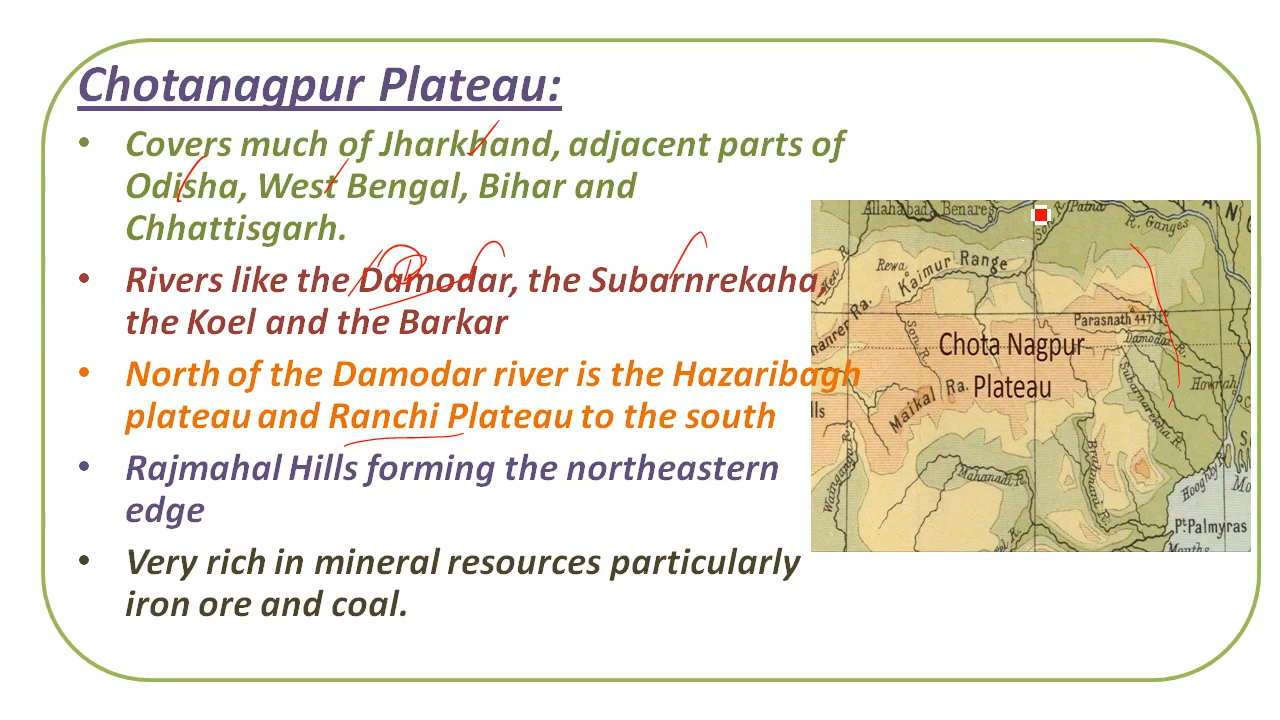 Chotanagpur Plateau:
• Covers much of Jharkhand, adjacent parts of
Odisha, West Bengal, Bihar and
Chhattisgarh.
• Rivers like the Damodar, the Subarnrekaha,
the Koel and the Barkar
• North of the Damodar river is the Hazaribagh
plateau and Ranchi Plateau to the south
• Rajmahal Hills forming the northeastern
edge
• Very rich in mineral resources particularly
iron ore and coal.
Allahabad Benares
Patna
R. Ganges
Son R.
Ken R.
Rewa
Kaimur Range
Parasnath 4477
Damodar R.
Son R.
Chota Nagpur
Plateau
Howrah
Subarnarekha R.
Maikal Ra.
Mahanadi R.
Brahmani R.
Hooghly R.
Pt. Palmyras